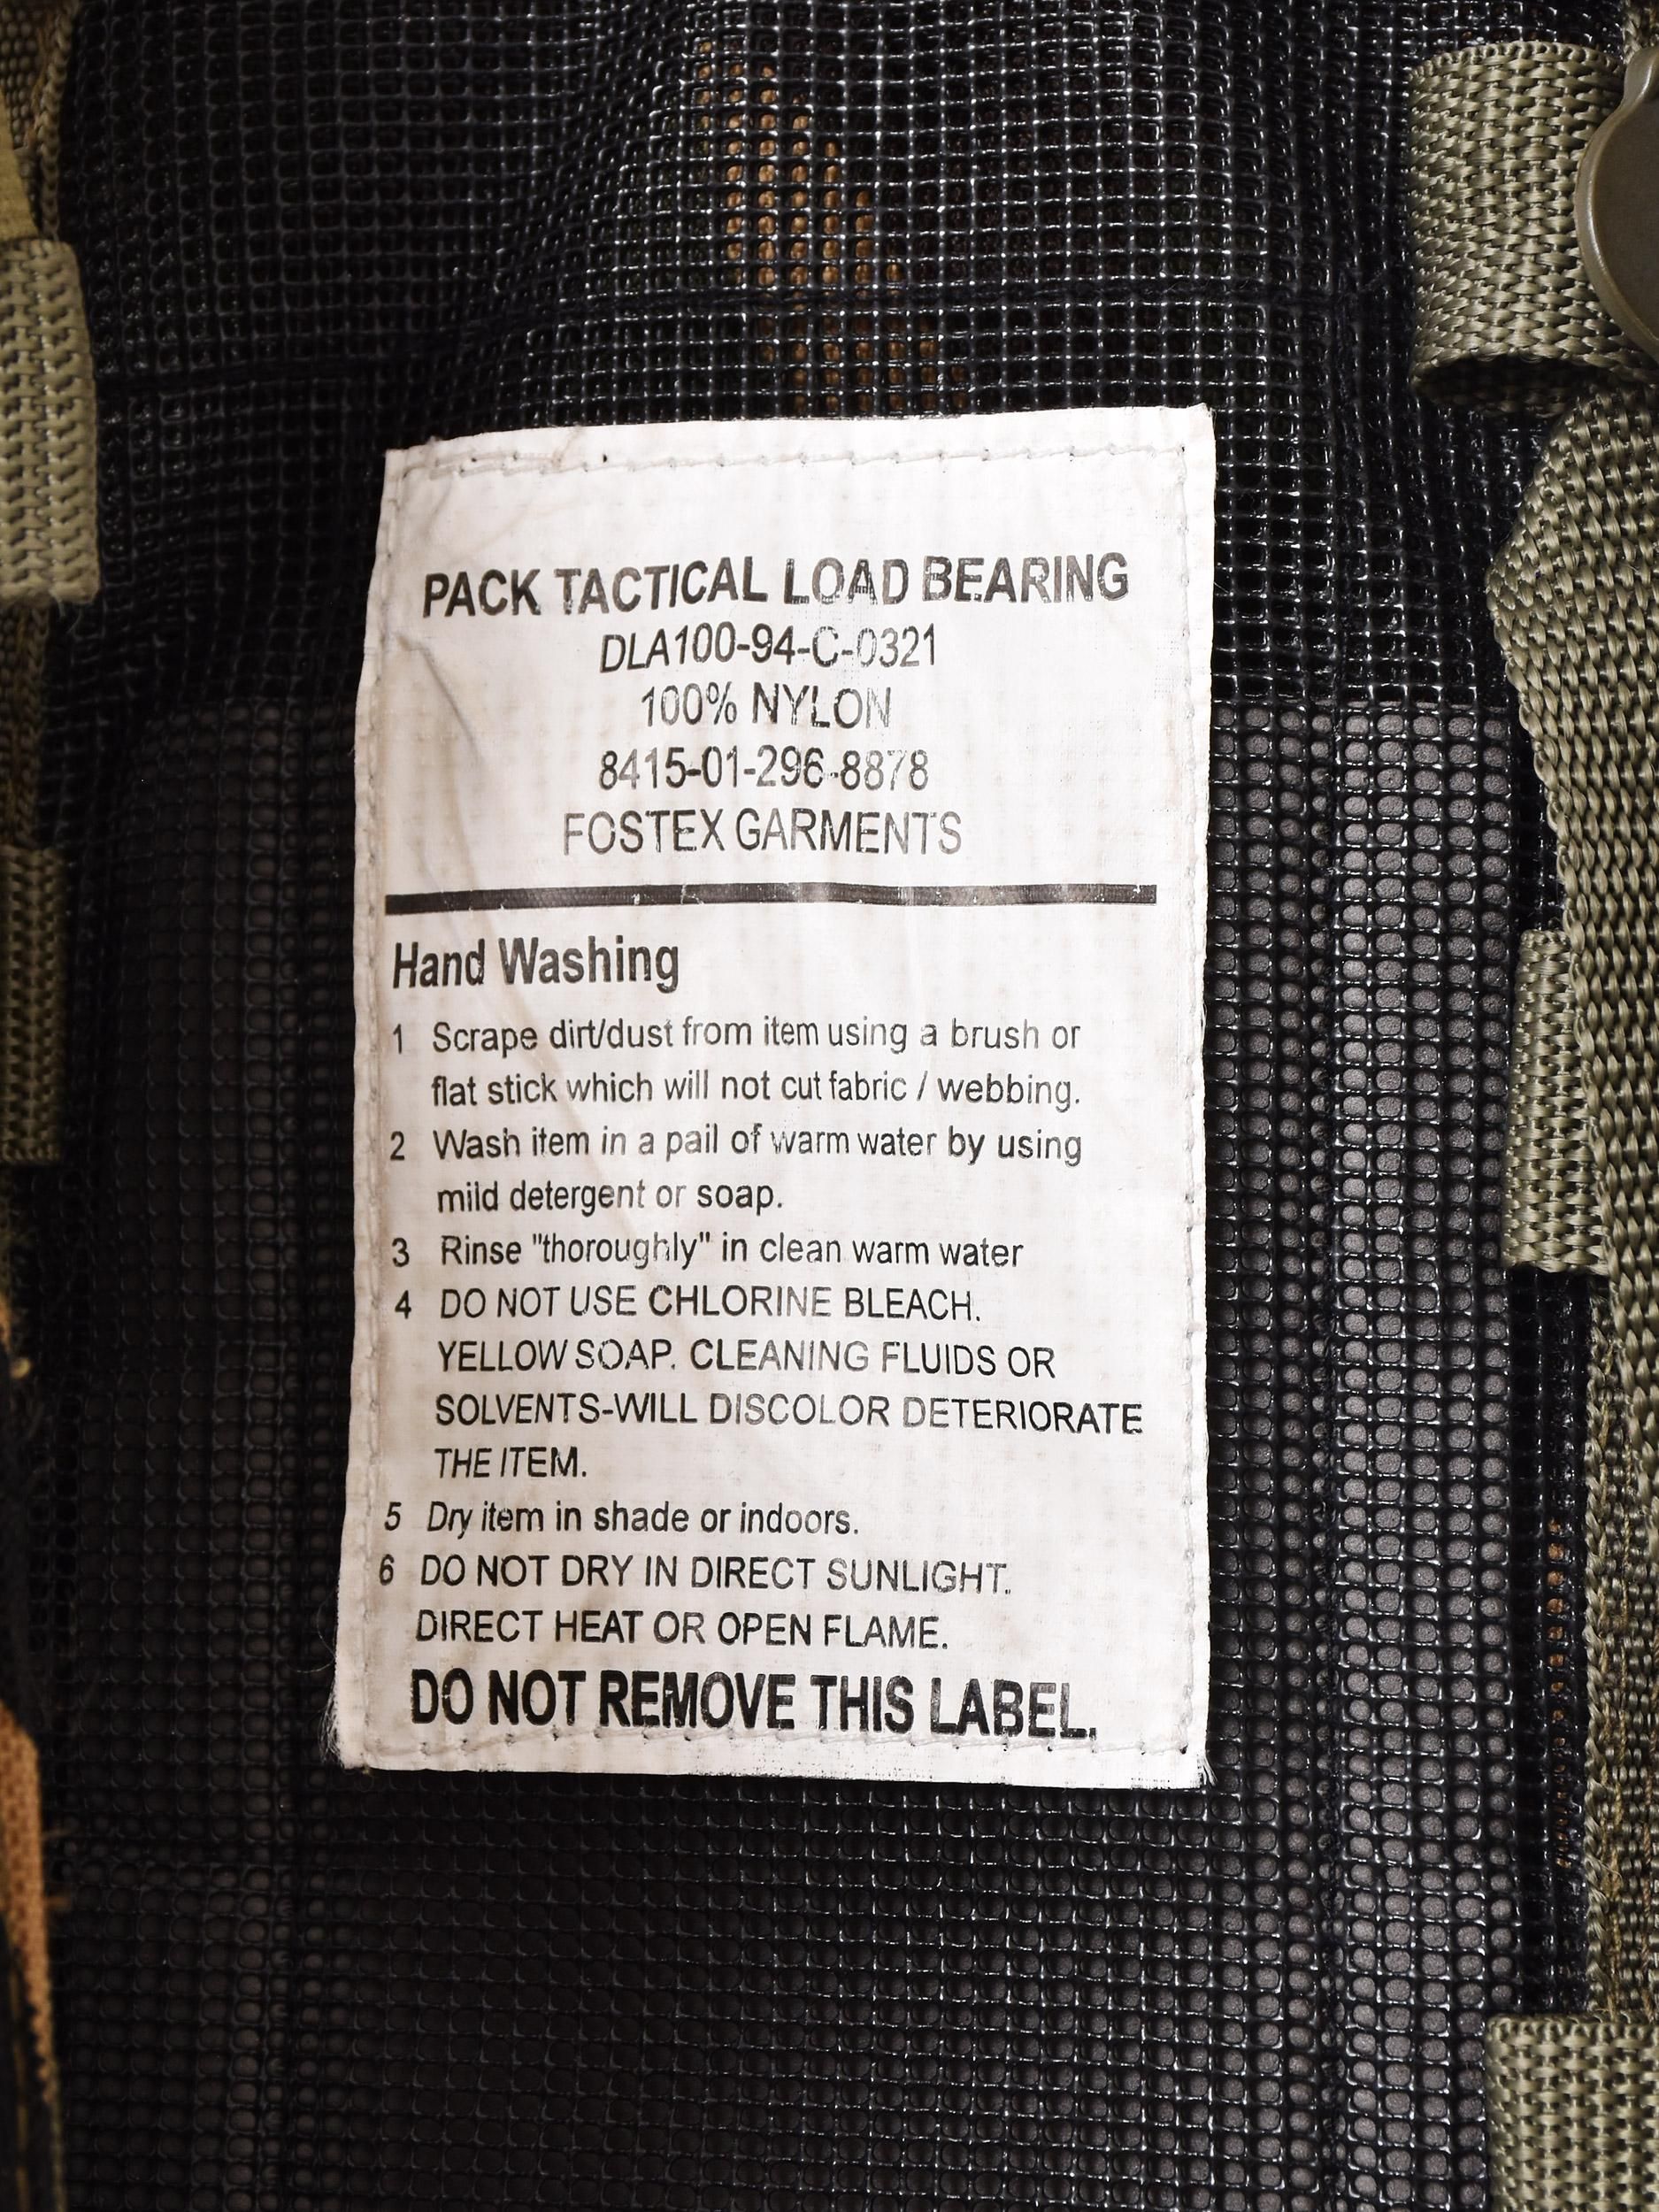 PACK TACTICAL LOAD BEARING
DLA100-94-C-0321
100% NYLON
8415-01-296-8878
FOSTEX GARMENTS
Hand Washing
1 Scrape dirt/dust from item using a brush or
flat stick which will not cut fabric / webbing.
2 Wash item in a pail of warm water by using
mild detergent or soap.
3 Rinse "thoroughly" in clean warm water
4 DO NOT USE CHLORINE BLEACH.
YELLOW SOAP. CLEANING FLUIDS OR
SOLVENTS-WILL DISCOLOR DETERIORATE
THE ITEM.
5 Dry item in shade or indoors.
6 DO NOT DRY IN DIRECT SUNLIGHT.
DIRECT HEAT OR OPEN FLAME.
DO NOT REMOVE THIS LABEL.